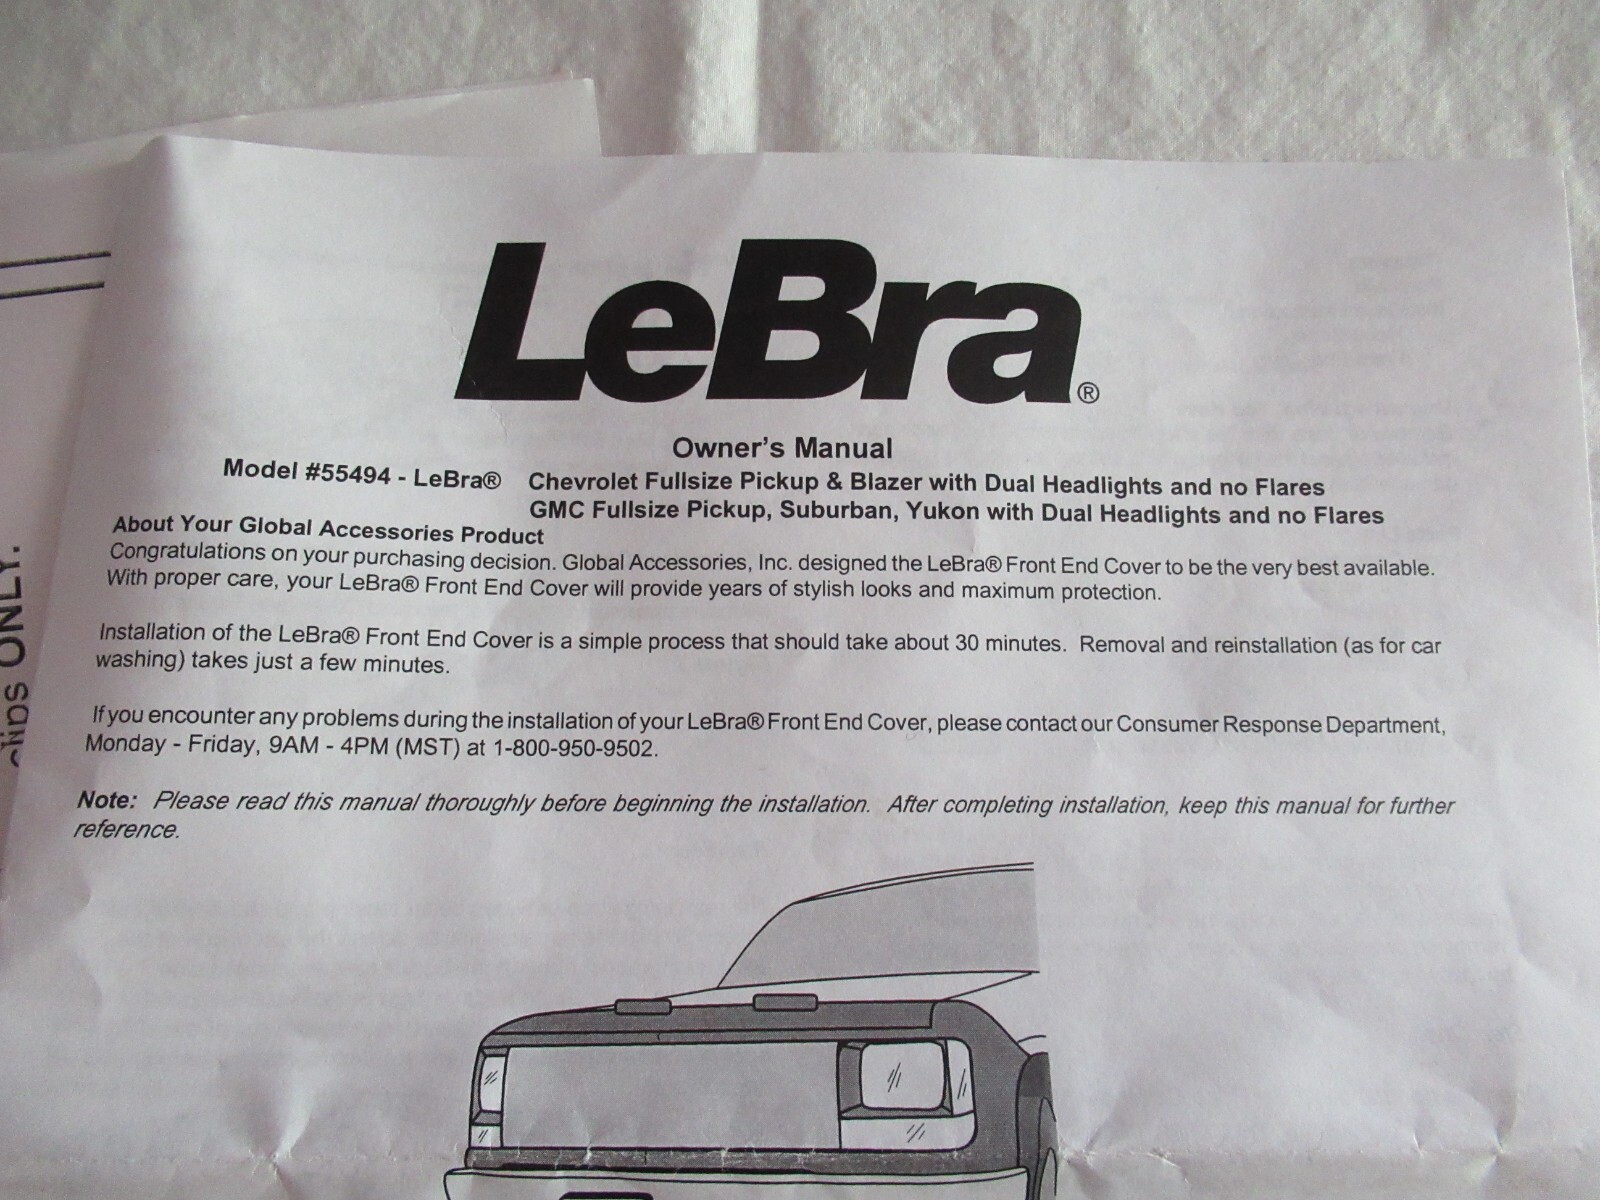 LeBra®
Owner's Manual
Model #55494 - LeBra® Chevrolet Fullsize Pickup & Blazer with Dual Headlights and no Flares
GMC Fullsize Pickup, Suburban, Yukon with Dual Headlights and no Flares
About Your Global Accessories Product
Congratulations on your purchasing decision. Global Accessories, Inc. designed the LeBra® Front End Cover to be the very best available.
With proper care, your LeBra® Front End Cover will provide years of stylish looks and maximum protection.
Installation of the LeBra® Front End Cover is a simple process that should take about 30 minutes. Removal and reinstallation (as for car
washing) takes just a few minutes.
If you encounter any problems during the installation of your LeBra® Front End Cover, please contact our Consumer Response Department,
Monday - Friday, 9AM - 4PM (MST) at 1-800-950-9502.
Note: Please read this manual thoroughly before beginning the installation. After completing installation, keep this manual for further
reference.
ONLY.